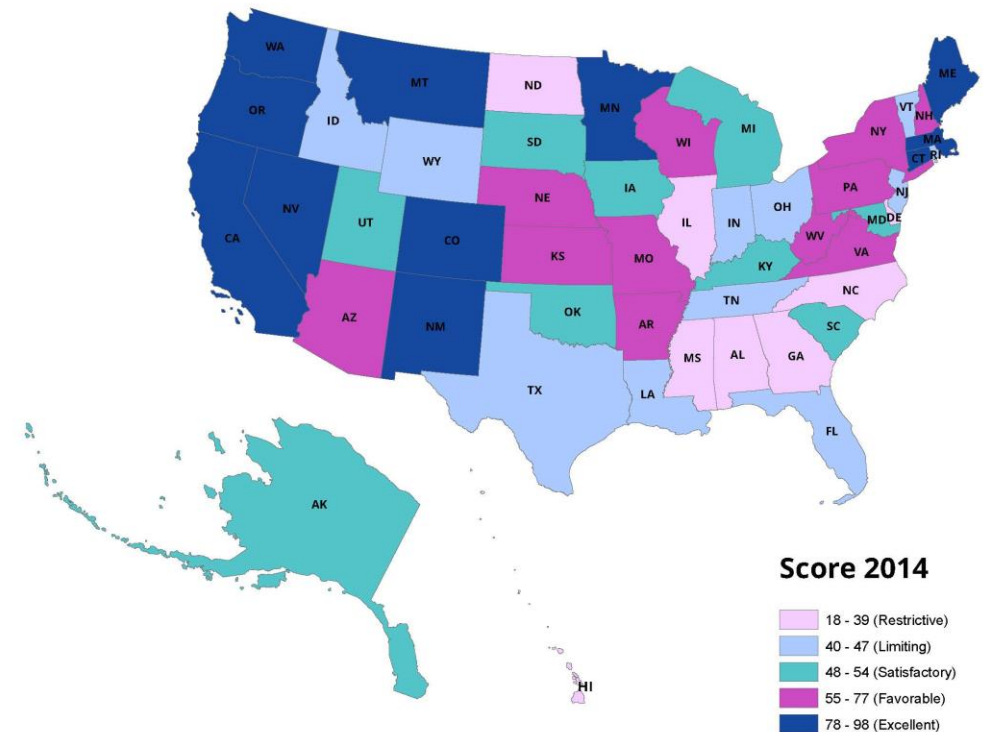 WA
MT
ND
MN
ME
OR
ID
SD
WI
MI
VT
NH
NY
MA
CT
RI
WY
IA
NE
PA
NJ
NV
UT
CO
IL
IN
OH
MD
DE
CA
KS
MO
WV
VA
KY
AZ
NM
OK
AR
TN
NC
SC
MS
AL
GA
TX
LA
FL
AK
HI
Score 2014
18 - 39 (Restrictive)
40 - 47 (Limiting)
48 - 54 (Satisfactory)
55 - 77 (Favorable)
78 - 98 (Excellent)